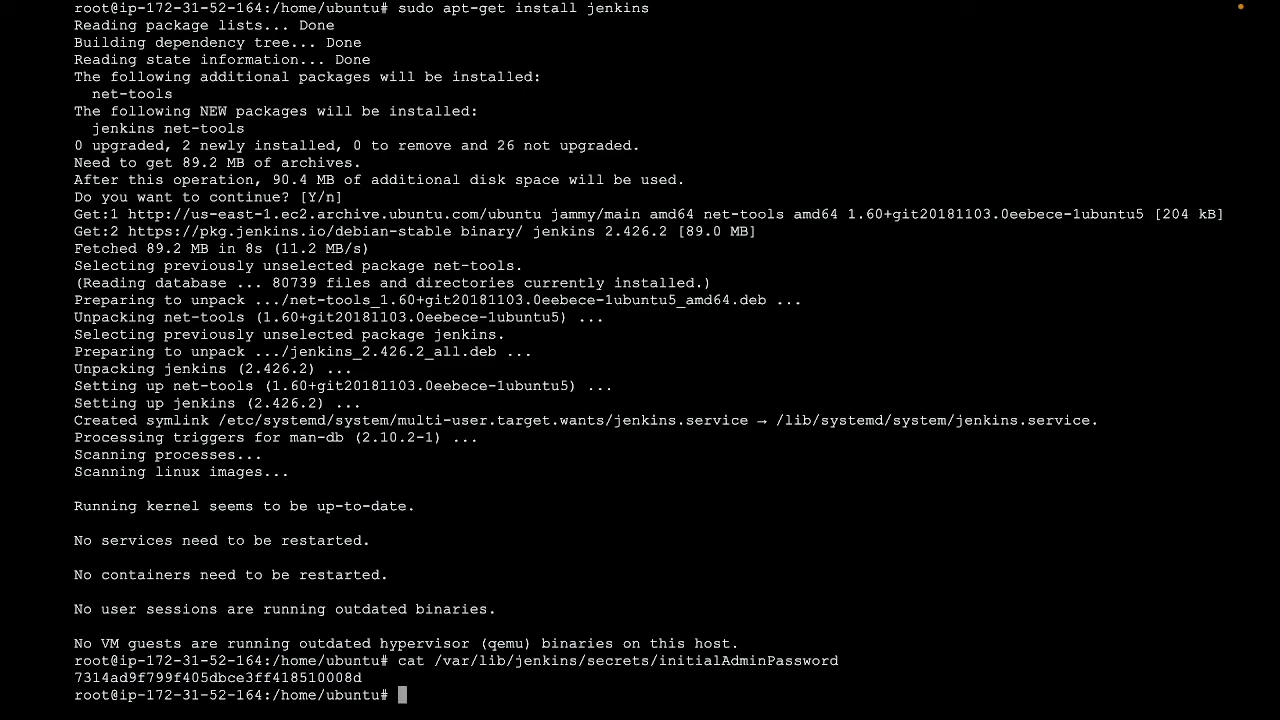 root@ip-172-31-52-164:/home/ubuntu# sudo apt-get install jenkins
Reading package lists... Done
Building dependency tree... Done
Reading state information... Done
The following additional packages will be installed:
  net-tools
The following NEW packages will be installed:
  jenkins net-tools
0 upgraded, 2 newly installed, 0 to remove and 26 not upgraded.
Need to get 89.2 MB of archives.
After this operation, 90.4 MB of additional disk space will be used.
Do you want to continue? [Y/n]
Get:1 http://us-east-1.ec2.archive.ubuntu.com/ubuntu jammy/main amd64 net-tools amd64 1.60+git20181103.0eebece-1ubuntu5 [204 kB]
Get:2 https://pkg.jenkins.io/debian-stable binary/ jenkins 2.426.2 [89.0 MB]
Fetched 89.2 MB in 8s (11.2 MB/s)
Selecting previously unselected package net-tools.
(Reading database ... 80739 files and directories currently installed.)
Preparing to unpack .../net-tools_1.60+git20181103.0eebece-1ubuntu5_amd64.deb ...
Unpacking net-tools (1.60+git20181103.0eebece-1ubuntu5) ...
Selecting previously unselected package jenkins.
Preparing to unpack .../jenkins_2.426.2_all.deb ...
Unpacking jenkins (2.426.2) ...
Setting up net-tools (1.60+git20181103.0eebece-1ubuntu5) ...
Setting up jenkins (2.426.2) ...
Created symlink /etc/systemd/system/multi-user.target.wants/jenkins.service → /lib/systemd/system/jenkins.service.
Processing triggers for man-db (2.10.2-1) ...
Scanning processes...
Scanning linux images...
Running kernel seems to be up-to-date.
No services need to be restarted.
No containers need to be restarted.
No user sessions are running outdated binaries.
No VM guests are running outdated hypervisor (qemu) binaries on this host.
root@ip-172-31-52-164:/home/ubuntu# cat /var/lib/jenkins/secrets/initialAdminPassword
7314ad9f799f405dbce3ff418510008d
root@ip-172-31-52-164:/home/ubuntu#